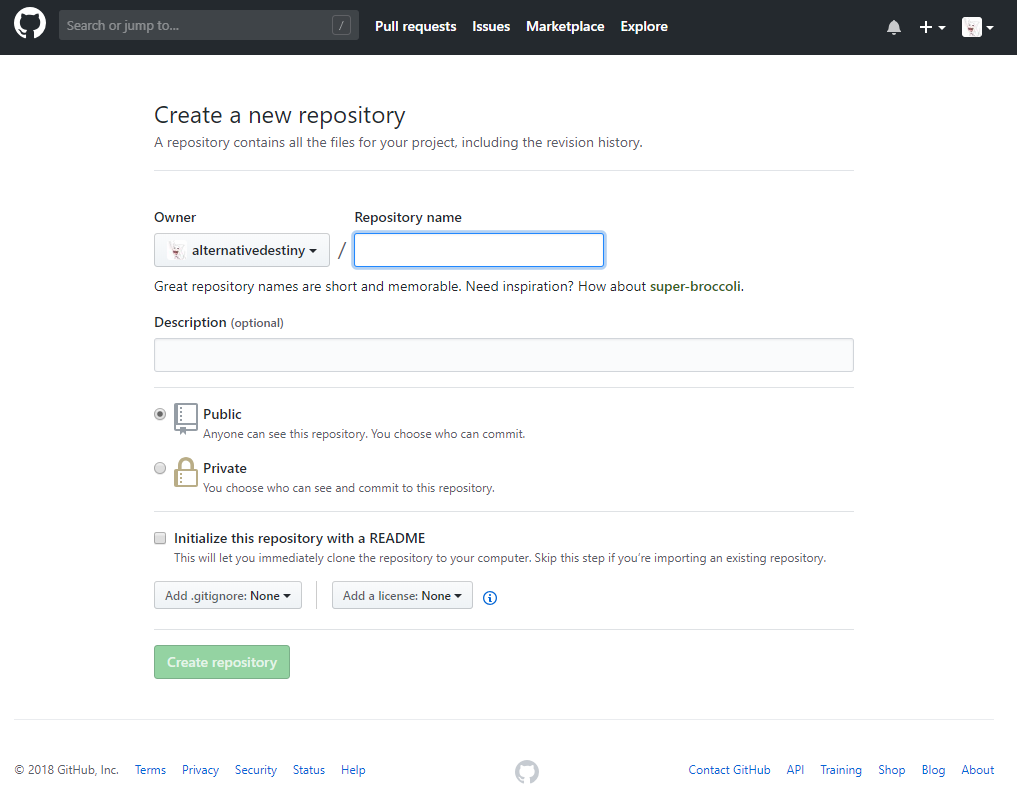 Search or jump to... /
Pull requests Issues Marketplace Explore
Create a new repository
A repository contains all the files for your project, including the revision history.
Owner Repository name
alternativedestiny /
Great repository names are short and memorable. Need inspiration? How about super-broccoli.
Description (optional)
Public
Anyone can see this repository. You choose who can commit.
Private
You choose who can see and commit to this repository.
Initialize this repository with a README
This will let you immediately clone the repository to your computer. Skip this step if you're importing an existing repository.
Add .gitignore: None Add a license: None
Create repository
© 2018 GitHub, Inc. Terms Privacy Security Status Help Contact GitHub API Training Shop Blog About